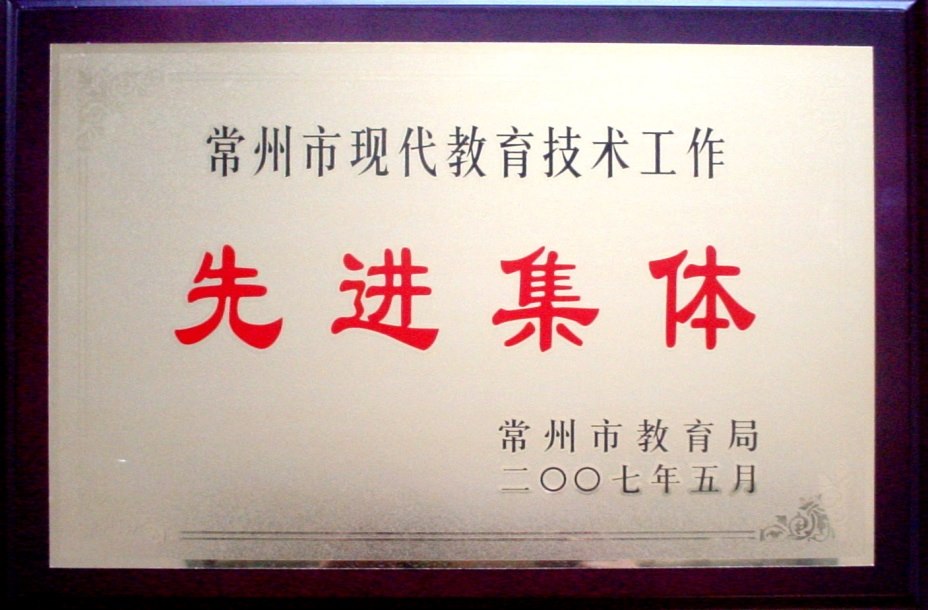 常州市现代教育技术工作
先进集体
常州市教育局
二〇〇七年五月